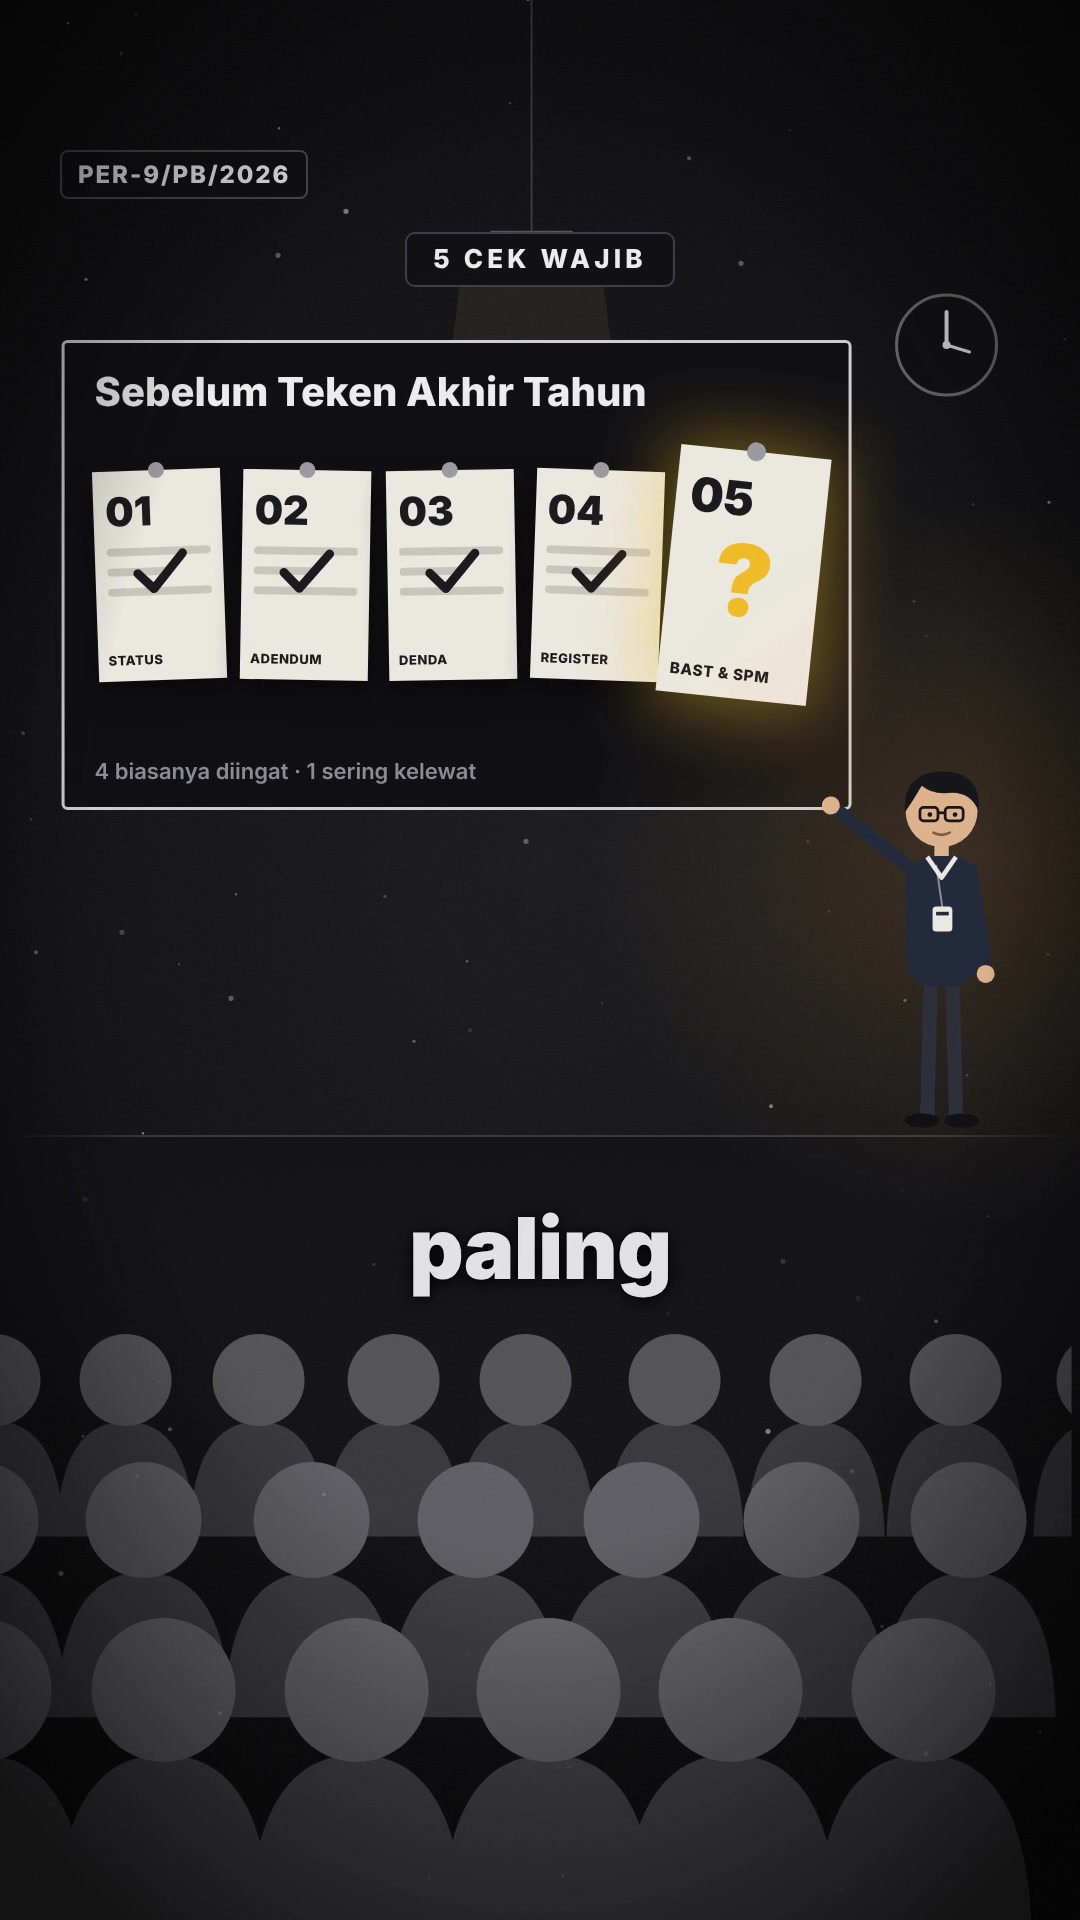 PER-9/PB/2026
5 CEK WAJIB
Sebelum Teken Akhir Tahun
01
STATUS
02
ADENDUM
03
DENDA
04
REGISTER
05
?
BAST & SPM
4 biasanya diingat · 1 sering kelewat
paling